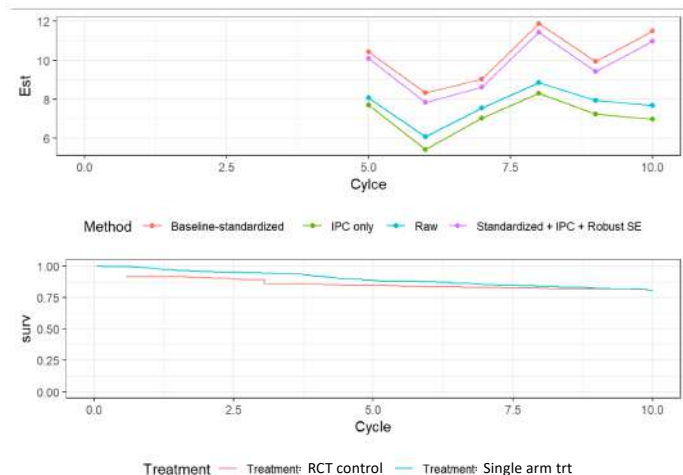 12
10
8
6
Est
0.0 2.5 5.0 7.5 10.0
Cylce
Method Baseline-standardized IPC only Raw Standardized + IPC + Robust SE
1.00
0.75
0.50
0.25
0.00
surv
0.0 2.5 5.0 7.5 10.0
Cycle
Treatment Treatment: RCT control Treatment: Single arm trt